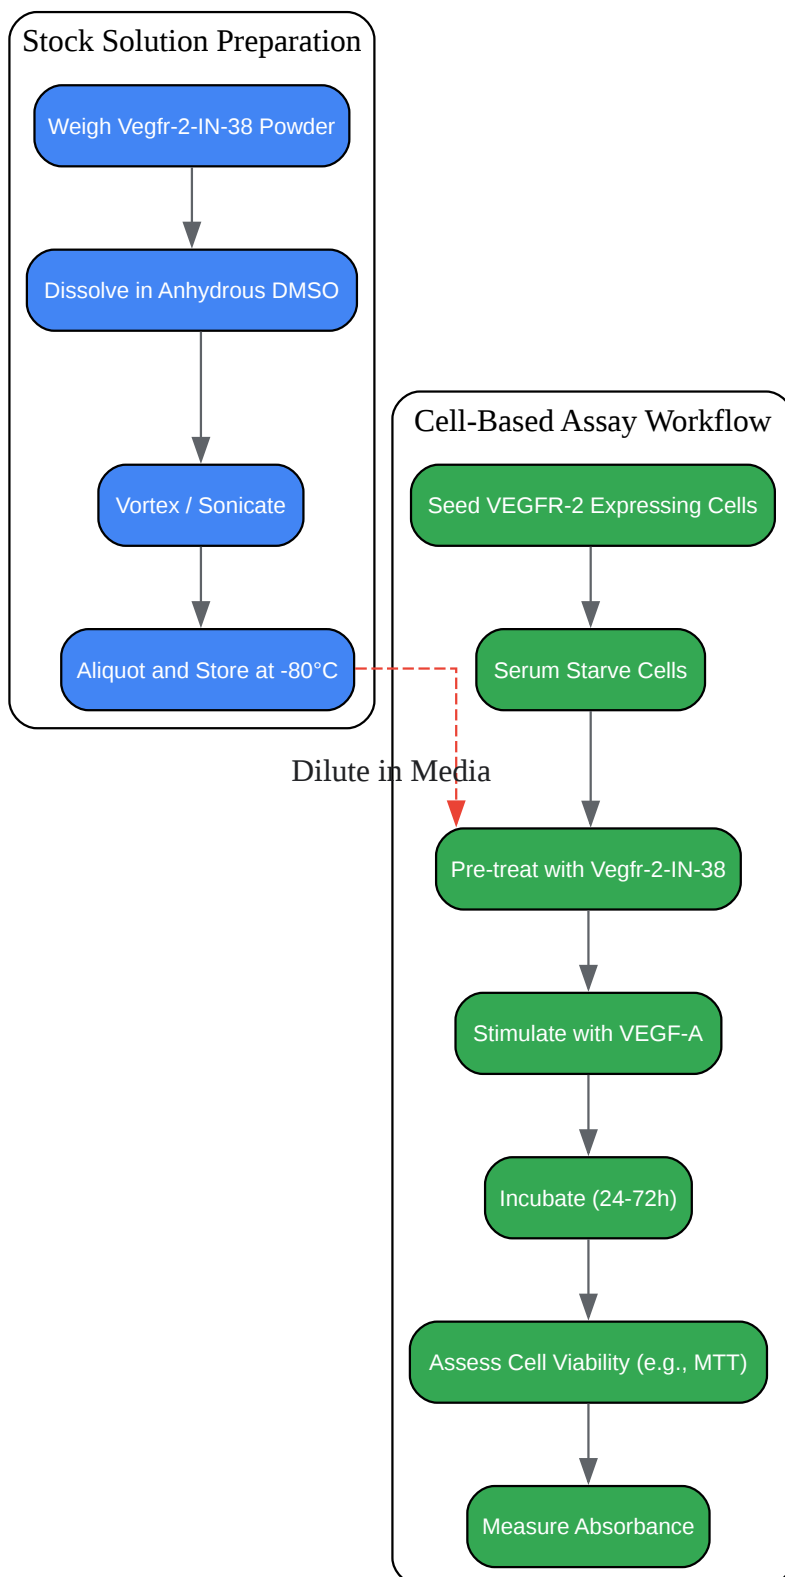 Stock Solution Preparation
Weigh Vegfr-2-IN-38 Powder
Dissolve in Anhydrous DMSO
Vortex / Sonicate
Aliquot and Store at -80°C
Dilute in Media
Cell-Based Assay Workflow
Seed VEGFR-2 Expressing Cells
Serum Starve Cells
Pre-treat with Vegfr-2-IN-38
Stimulate with VEGF-A
Incubate (24-72h)
Assess Cell Viability (e.g., MTT)
Measure Absorbance